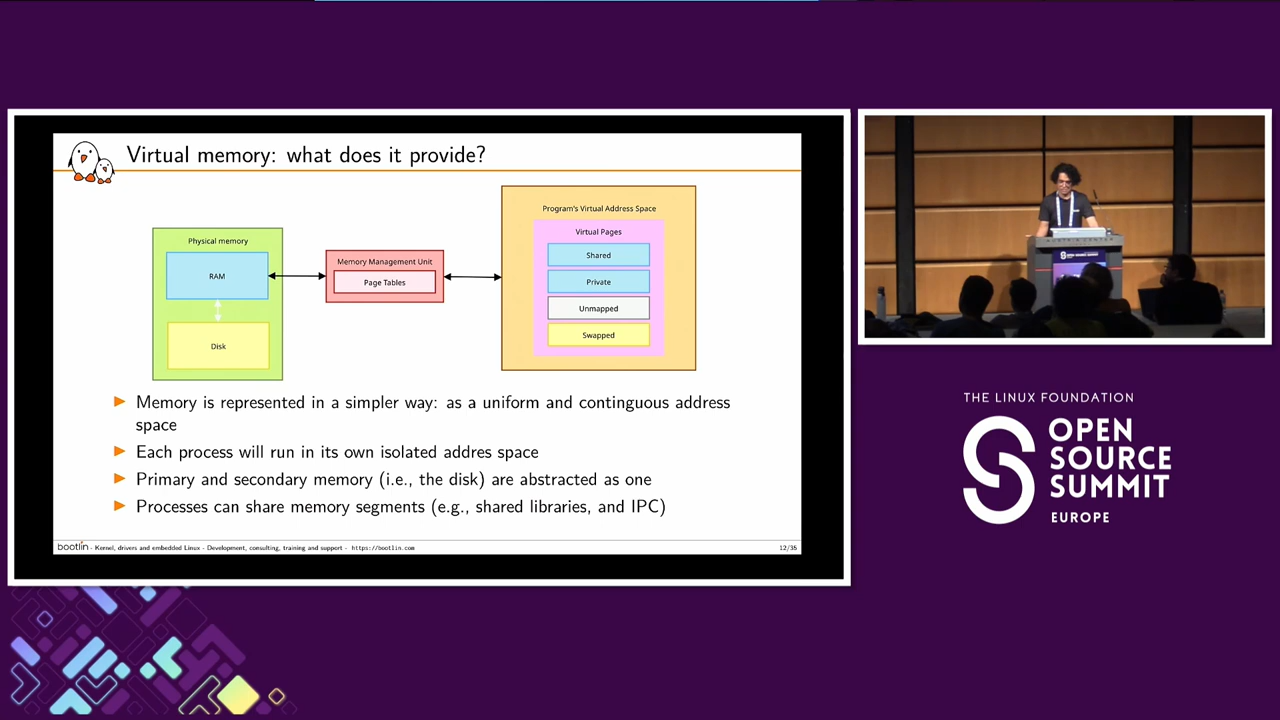 Virtual memory: what does it provide?
Physical memory
RAM
Disk
Memory Management Unit
Page Tables
Program's Virtual Address Space
Virtual Pages
Shared
Private
Unmapped
Swapped
Memory is represented in a simpler way: as a uniform and continguous address
space
Each process will run in its own isolated addres space
Primary and secondary memory (i.e., the disk) are abstracted as one
Processes can share memory segments (e.g., shared libraries, and IPC)
bootlin - Kernel, drivers and embedded Linux - Development, consulting, training and support - https://bootlin.com
12/35
THE LINUX FOUNDATION
OPEN
SOURCE
SUMMIT
EUROPE